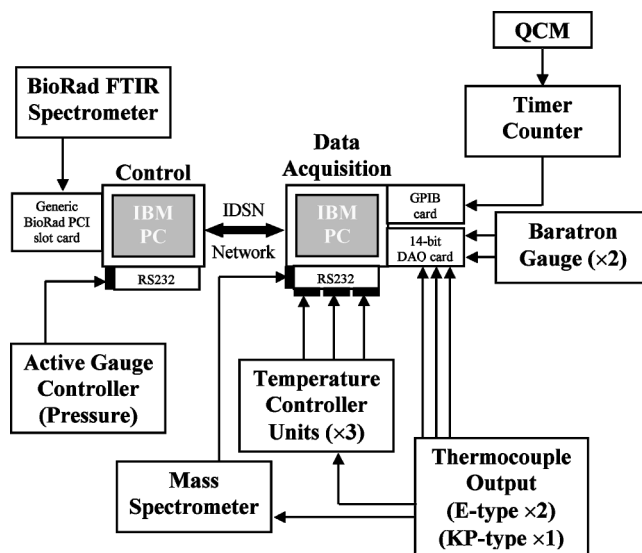 QCM
BioRad FTIR
Spectrometer
Timer
Counter
Control
Data
Acquisition
Generic
BioRad PCI
slot card
IBM
PC
IDSN
Network
IBM
PC
GPIB
card
14-bit
DAO card
Baratron
Gauge (×2)
RS232
RS232
Active Gauge
Controller
(Pressure)
Temperature
Controller
Units (×3)
Mass
Spectrometer
Thermocouple
Output
(E-type ×2)
(KP-type ×1)